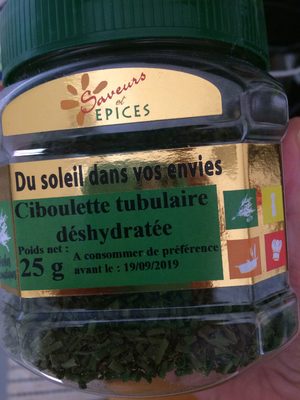 Saveurs
et
EPICES
Du soleil dans vos envies
Ciboulette tubulaire
déshydratée
Poids net :
25 g
A consommer de préférence
avant le : 19/09/2019